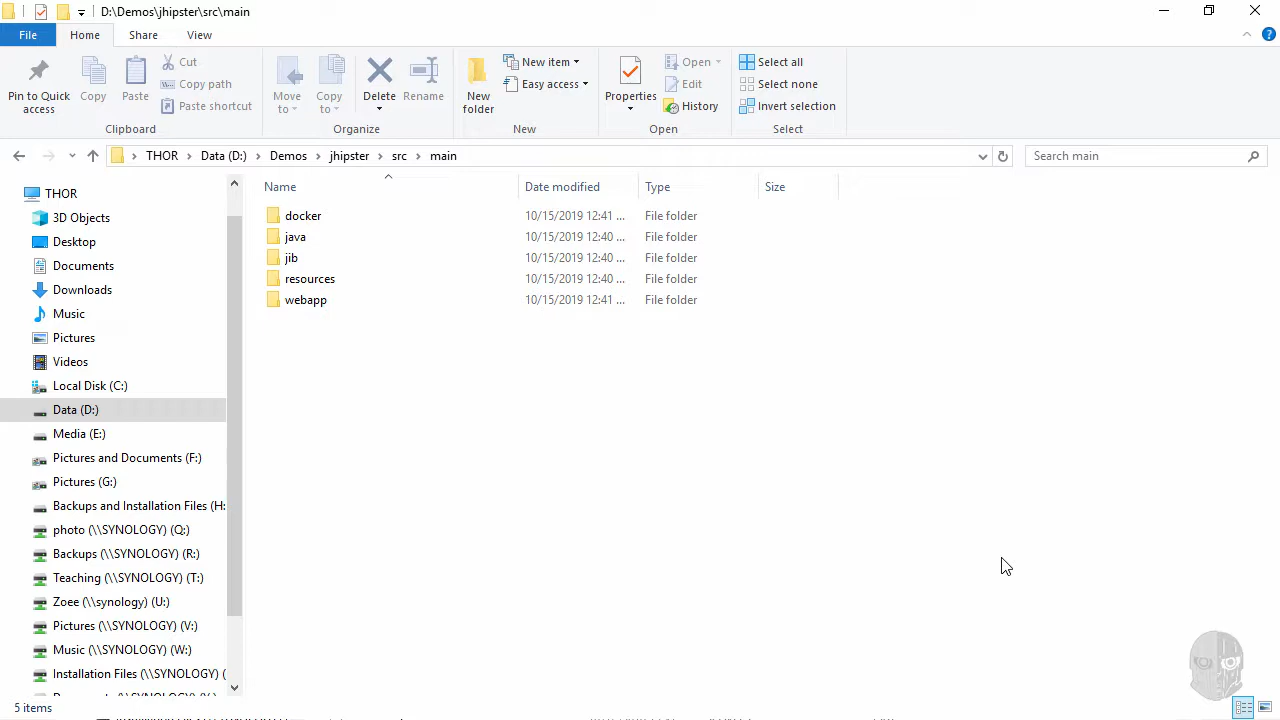 D:\Demos\jhipster\src\main
File Home Share View
Pin to Quick access
Copy
Paste
Cut
Copy path
Paste shortcut
Clipboard
Move to
Copy to
Delete
Rename
Organize
New folder
New item
Easy access
New
Properties
Open
Edit
History
Open
Select all
Select none
Invert selection
Select
THOR Data (D:) Demos jhipster src main
Search main
THOR
3D Objects
Desktop
Documents
Downloads
Music
Pictures
Videos
Local Disk (C:)
Data (D:)
Media (E:)
Pictures and Documents (F:)
Pictures (G:)
Backups and Installation Files (H:
photo (\\SYNOLOGY) (Q:)
Backups (\\SYNOLOGY) (R:)
Teaching (\\SYNOLOGY) (T:)
Zoee (\\synology) (U:)
Pictures (\\SYNOLOGY) (V:)
Music (\\SYNOLOGY) (W:)
Installation Files (\\SYNOLOGY) (
Name Date modified Type Size
docker 10/15/2019 12:41 ... File folder
java 10/15/2019 12:40 ... File folder
jib 10/15/2019 12:40 ... File folder
resources 10/15/2019 12:40 ... File folder
webapp 10/15/2019 12:41 ... File folder
5 items